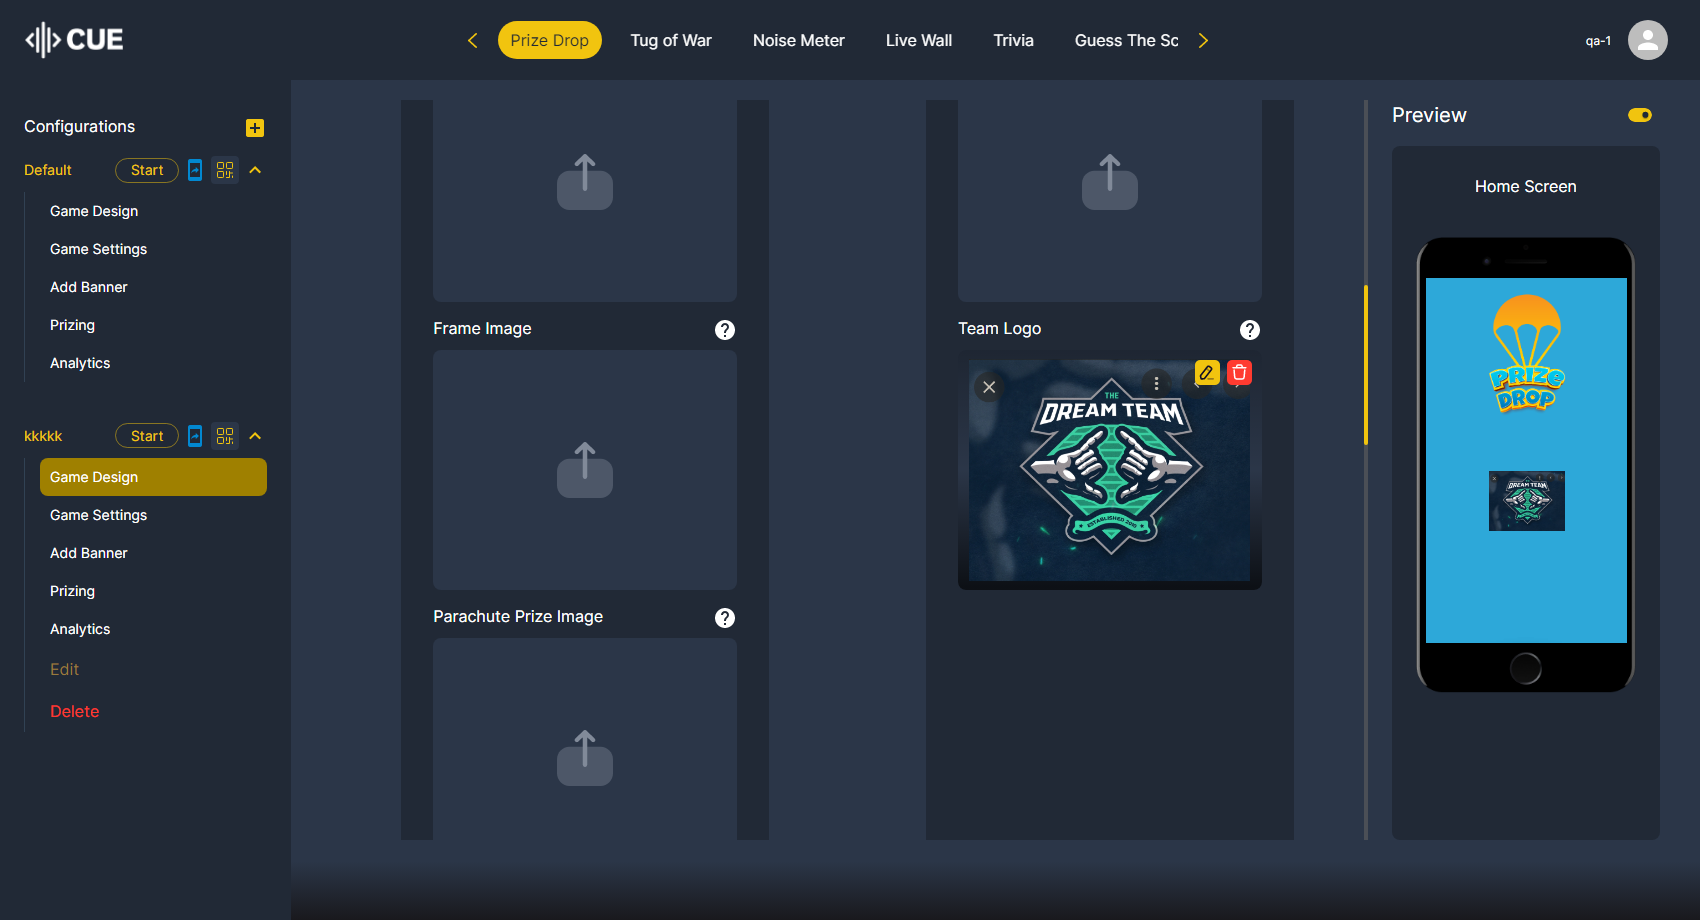 CUE
Prize Drop
Tug of War
Noise Meter
Live Wall
Trivia
Guess The Sc
qa-1
Configurations
Default
Start
Game Design
Game Settings
Add Banner
Prizing
Analytics
kkkkk
Start
Game Design
Game Settings
Add Banner
Prizing
Analytics
Edit
Delete
Frame Image
?
Parachute Prize Image
?
Team Logo
?
THE
DREAM TEAM
ESTABLISHED 2010
Preview
Home Screen
PRIZE
DROP
DREAM TEAM